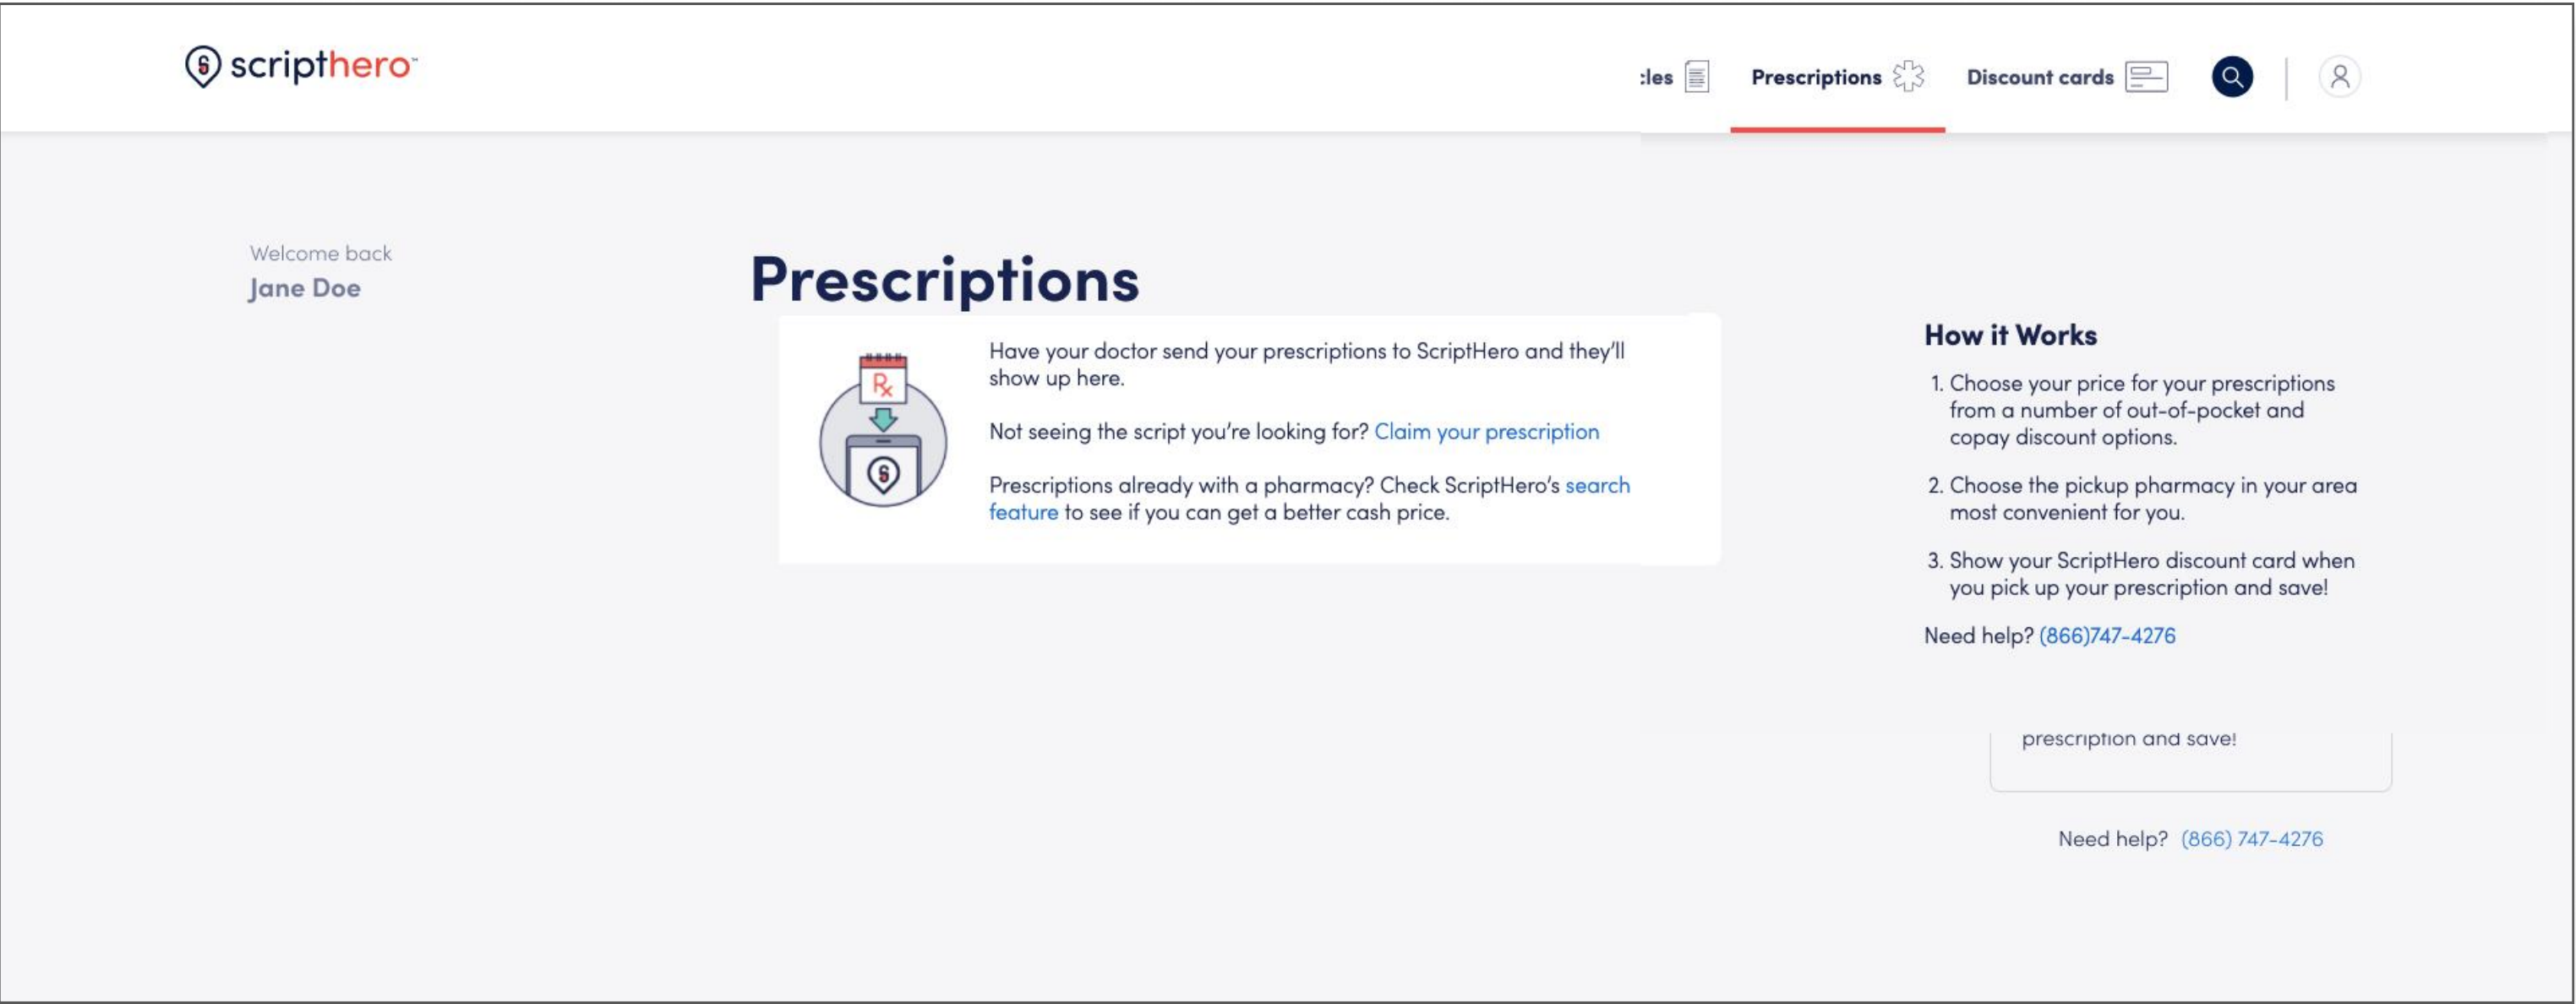 scripthero™
cles
Prescriptions
Discount cards
Welcome back
Jane Doe
Prescriptions
Rx
Have your doctor send your prescriptions to ScriptHero and they'll
show up here.
Not seeing the script you're looking for? Claim your prescription
Prescriptions already with a pharmacy? Check ScriptHero's search
feature to see if you can get a better cash price.
How it Works
1. Choose your price for your prescriptions
from a number of out-of-pocket and
copay discount options.
2. Choose the pickup pharmacy in your area
most convenient for you.
3. Show your ScriptHero discount card when
you pick up your prescription and save!
Need help? (866)747-4276
prescription and save!
Need help? (866) 747-4276